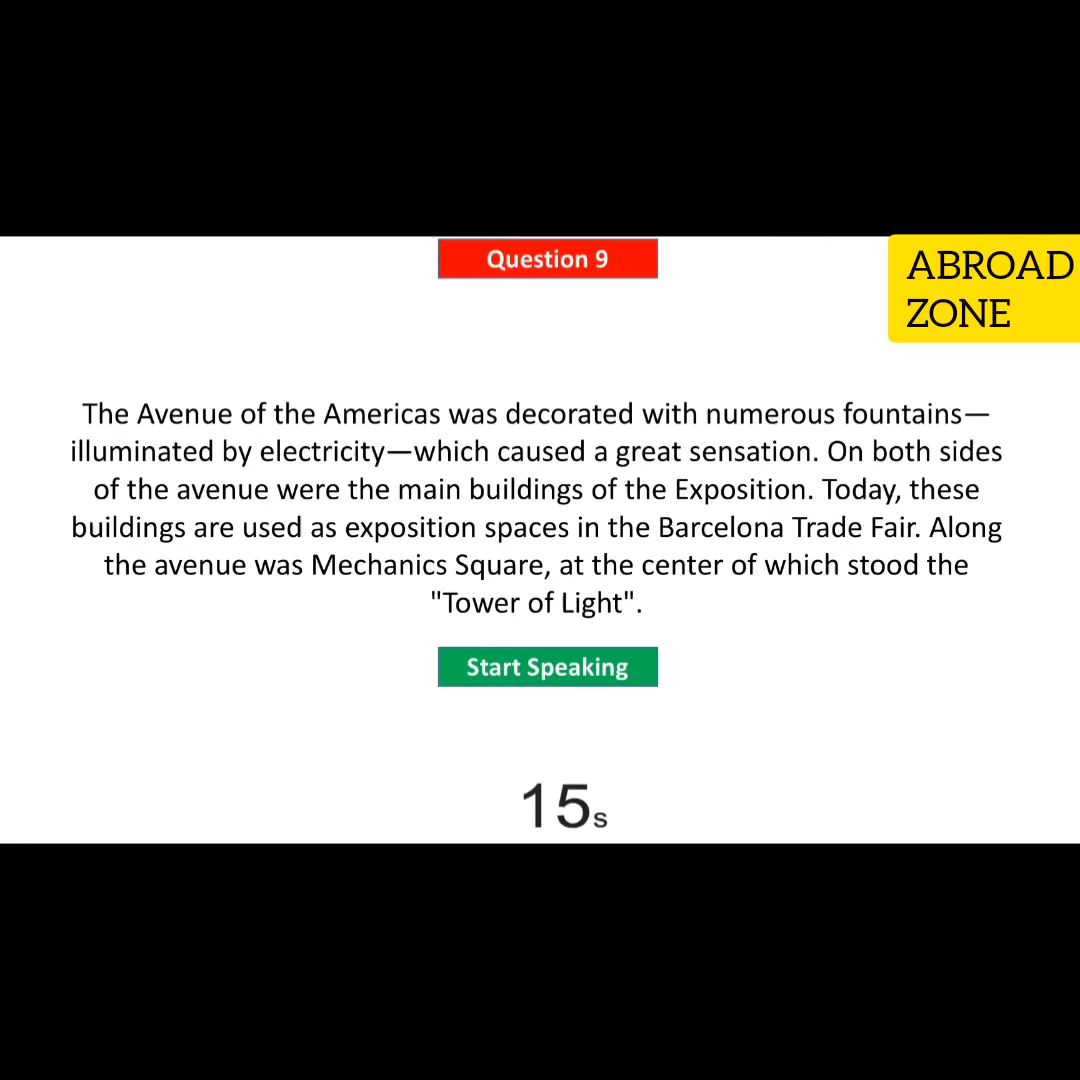 Question 9
ABROAD
ZONE
The Avenue of the Americas was decorated with numerous fountains—
illuminated by electricity—which caused a great sensation. On both sides
of the avenue were the main buildings of the Exposition. Today, these
buildings are used as exposition spaces in the Barcelona Trade Fair. Along
the avenue was Mechanics Square, at the center of which stood the
"Tower of Light".
Start Speaking
15s